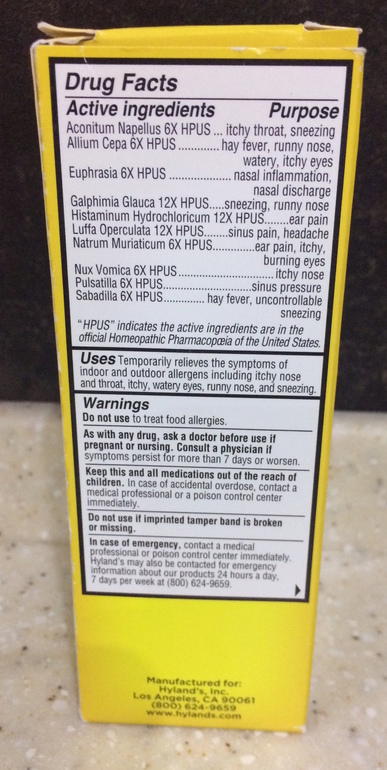 Drug Facts
Active ingredients Purpose
Aconitum Napellus 6X HPUS ... itchy throat, sneezing
Allium Cepa 6X HPUS ............ hay fever, runny nose,
watery, itchy eyes
Euphrasia 6X HPUS .................. nasal inflammation,
nasal discharge
Galphimia Glauca 12X HPUS.....sneezing, runny nose
Histaminum Hydrochloricum 12X HPUS........ear pain
Luffa Operculata 12X HPUS.......sinus pain, headache
Natrum Muriaticum 6X HPUS.............ear pain, itchy,
burning eyes
Nux Vomica 6X HPUS............................itchy nose
Pulsatilla 6X HPUS..........................sinus pressure
Sabadilla 6X HPUS............. hay fever, uncontrollable
sneezing
"HPUS" indicates the active ingredients are in the
official Homeopathic Pharmacopœia of the United States.
Uses Temporarily relieves the symptoms of
indoor and outdoor allergens including itchy nose
and throat, itchy, watery eyes, runny nose, and sneezing.
Warnings
Do not use to treat food allergies.
As with any drug, ask a doctor before use if
pregnant or nursing. Consult a physician if
symptoms persist for more than 7 days or worsen.
Keep this and all medications out of the reach of
children. In case of accidental overdose, contact a
medical professional or a poison control center
immediately.
Do not use if imprinted tamper band is broken
or missing.
In case of emergency, contact a medical
professional or poison control center immediately.
Hyland's may also be contacted for emergency
information about our products 24 hours a day,
7 days per week at (800) 624-9659.
Manufactured for:
Hyland's, Inc.
Los Angeles, CA 90061
(800) 624-9659
www.hylands.com